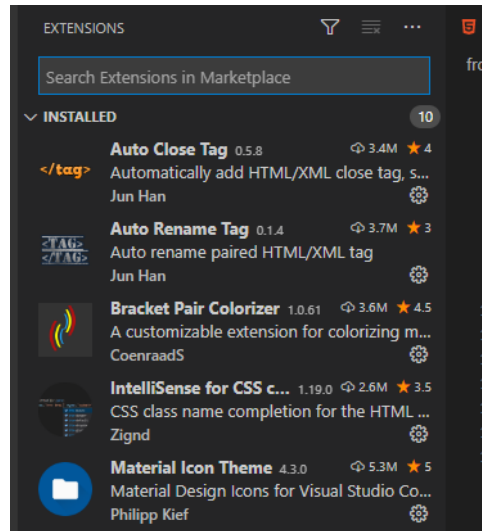 EXTENSIONS
Search Extensions in Marketplace
INSTALLED 10
</tag> Auto Close Tag 0.5.8 3.4M 4
Automatically add HTML/XML close tag, s...
Jun Han
<TAG> </TAG> Auto Rename Tag 0.1.4 3.7M 3
Auto rename paired HTML/XML tag
Jun Han
Bracket Pair Colorizer 1.0.61 3.6M 4.5
A customizable extension for colorizing m...
CoenraadS
IntelliSense for CSS c... 1.19.0 2.6M 3.5
CSS class name completion for the HTML ...
Zignd
Material Icon Theme 4.3.0 5.3M 5
Material Design Icons for Visual Studio Co...
Philipp Kief